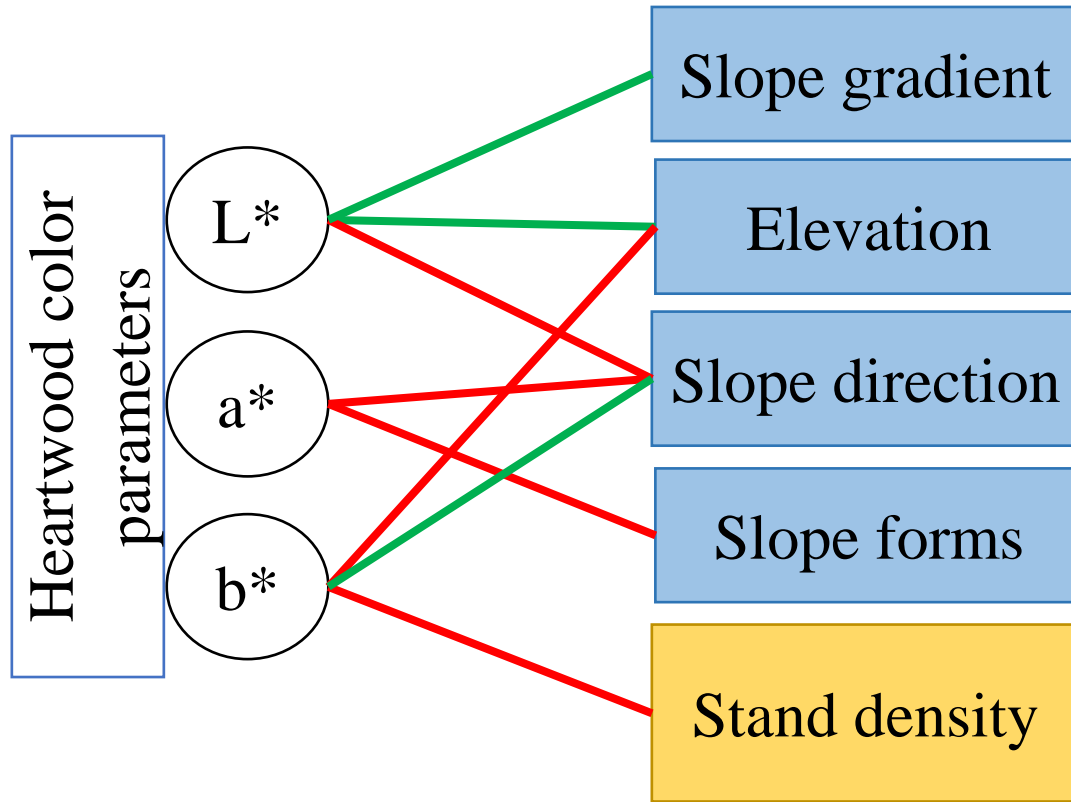 Heartwood color
parameters
L*
a*
b*
Slope gradient
Elevation
Slope direction
Slope forms
Stand density